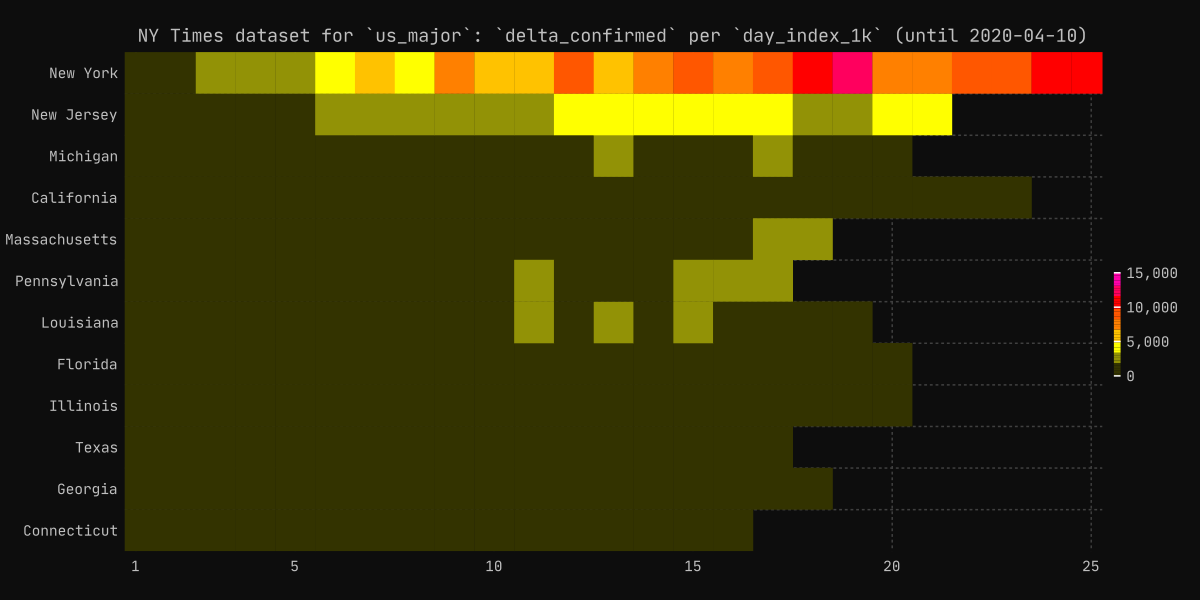 NY Times dataset for `us_major`: `delta_confirmed` per `day_index_1k` (until 2020-04-10)
New York
New Jersey
Michigan
California
Massachusetts
Pennsylvania
Louisiana
Florida
Illinois
Texas
Georgia
Connecticut
15,000
10,000
5,000
0
1 5 10 15 20 25